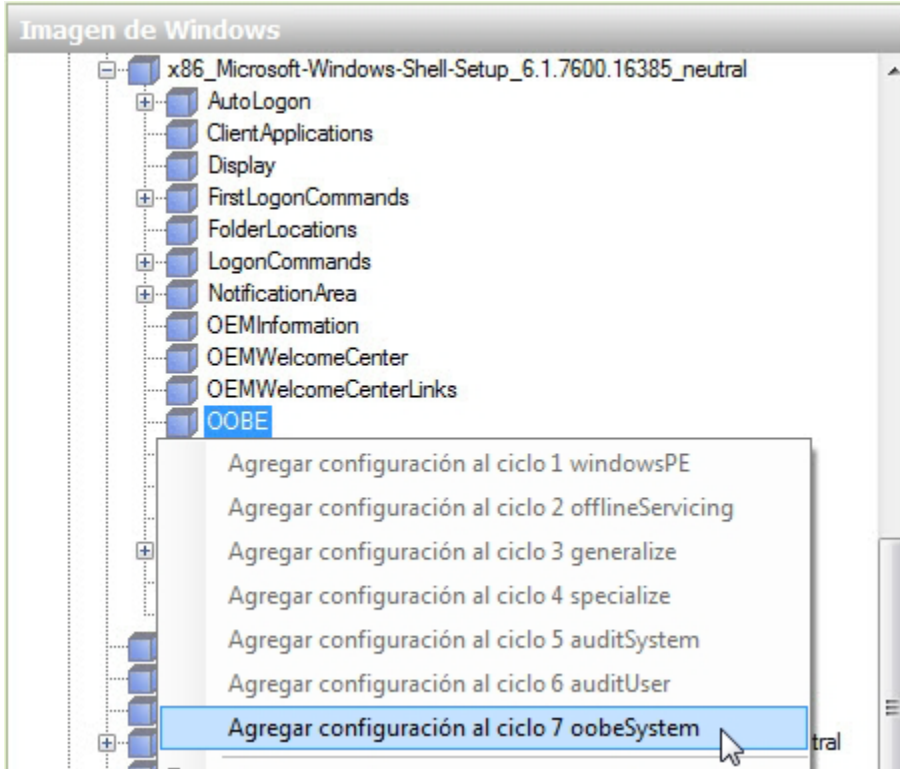 Imagen de Windows
x86_Microsoft-Windows-Shell-Setup_6.1.7600.16385_neutral
AutoLogon
ClientApplications
Display
FirstLogonCommands
FolderLocations
LogonCommands
NotificationArea
OEMInformation
OEMWelcomeCenter
OEMWelcomeCenterLinks
OOBE
Agregar configuración al ciclo 1 windowsPE
Agregar configuración al ciclo 2 offlineServicing
Agregar configuración al ciclo 3 generalize
Agregar configuración al ciclo 4 specialize
Agregar configuración al ciclo 5 auditSystem
Agregar configuración al ciclo 6 auditUser
Agregar configuración al ciclo 7 oobeSystem
tral